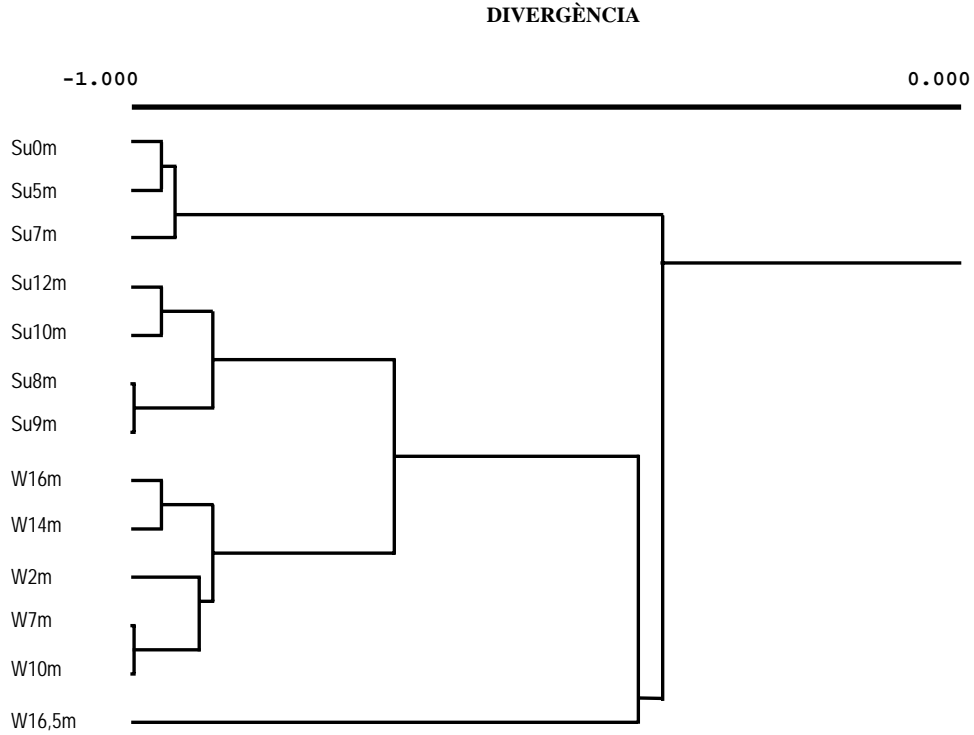 DIVERGÈNCIA
-1.000 0.000
Su0m
Su5m
Su7m
Su12m
Su10m
Su8m
Su9m
W16m
W14m
W2m
W7m
W10m
W16,5m